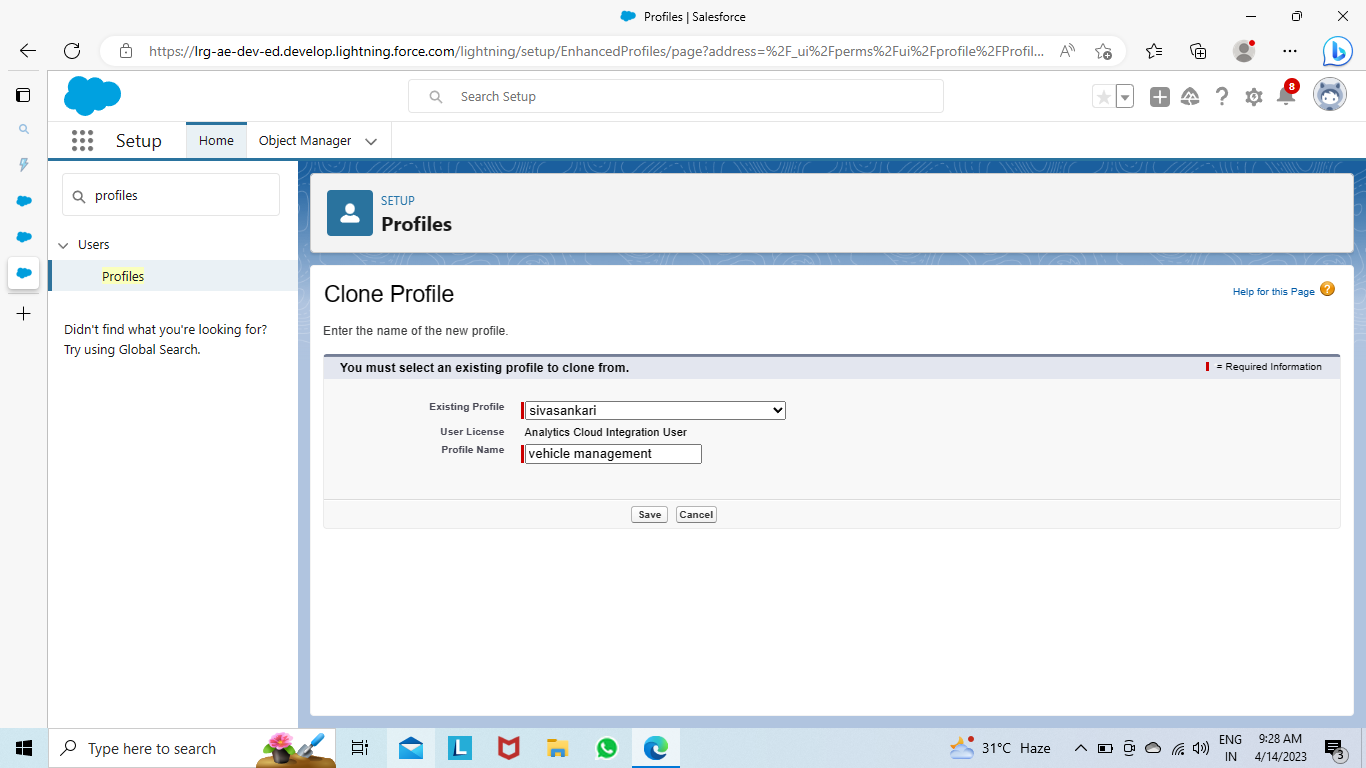 Profiles | Salesforce
https://lrg-ae-dev-ed.develop.lightning.force.com/lightning/setup/EnhancedProfiles/page?address=%2F_ui%2Fperms%2Fui%2Fprofile%2FProfil...
Search Setup
8
Setup
Home
Object Manager
profiles
Users
Profiles
Didn't find what you're looking for?
Try using Global Search.
SETUP
Profiles
Clone Profile
Help for this Page ?
Enter the name of the new profile.
You must select an existing profile to clone from.
= Required Information
Existing Profile sivasankari
User License Analytics Cloud Integration User
Profile Name vehicle management
Save Cancel
Type here to search
L
31°C Haze
ENG
IN
9:28 AM
4/14/2023
3